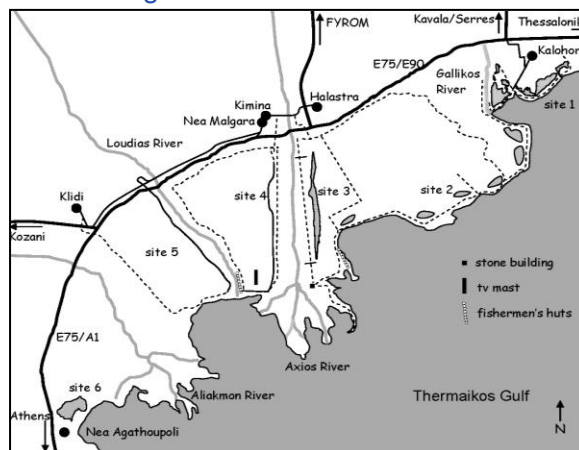 FYROM
Kavala/Serres
Thessalonik
Kalohor
E75/E90
Gallikos
River
site 1
Kimina
Halastra
Nea Malgara
Loudias River
Klidi
site 4
site 3
site 2
Kozani
site 5
stone building
tv mast
fishermen's huts
E75/A1
Axios River
site 6
Aliakmon River
Thermaikos Gulf
Athens
Nea Agathoupoli
N